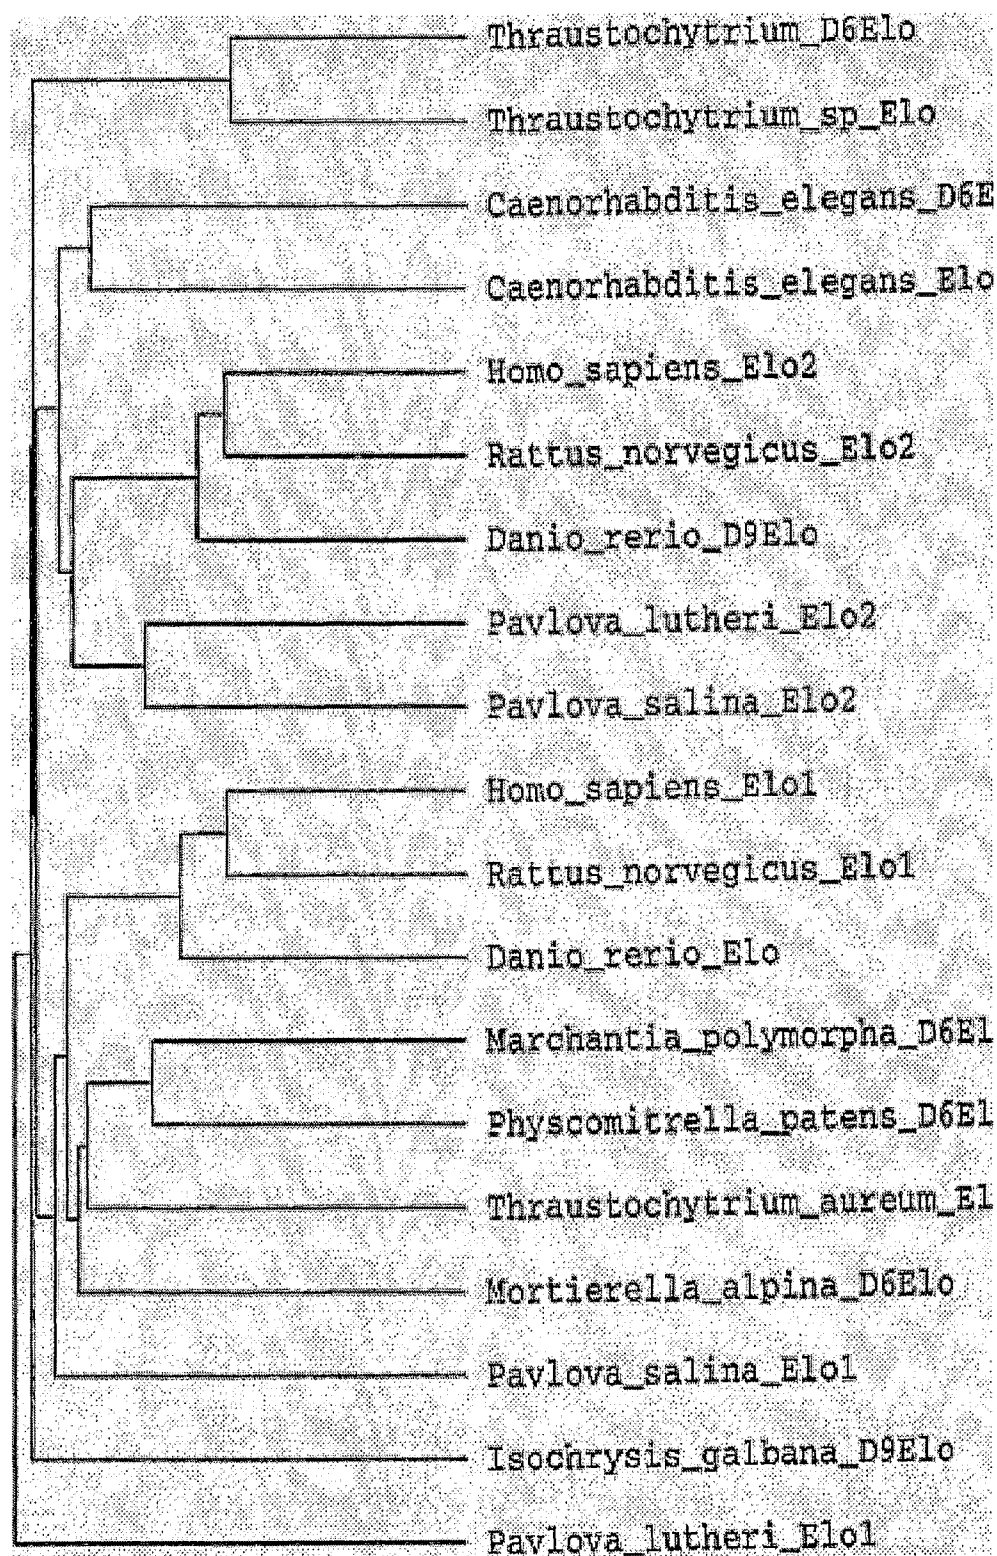 Thraustochytrium_D6Elo
Thraustochytrium_sp_Elo
Caenorhabditis_elegans_D6E
Caenorhabditis_elegans_Elo
Homo_sapiens_Elo2
Rattus_norvegicus_Elo2
Danio_rerio_D9Elo
Pavlova_lutheri_Elo2
Pavlova_salina_Elo2
Homo_sapiens_Elo1
Rattus_norvegicus_Elo1
Danio_rerio_Elo
Marchantia_polymorpha_D6El
Physcomitrella_patens_D6El
Thraustochytrium_aureum_El
Mortierella_alpina_D6Elo
Pavlova_salina_Elo1
Isochrysis_galbana_D9Elo
Pavlova_lutheri_Elo1